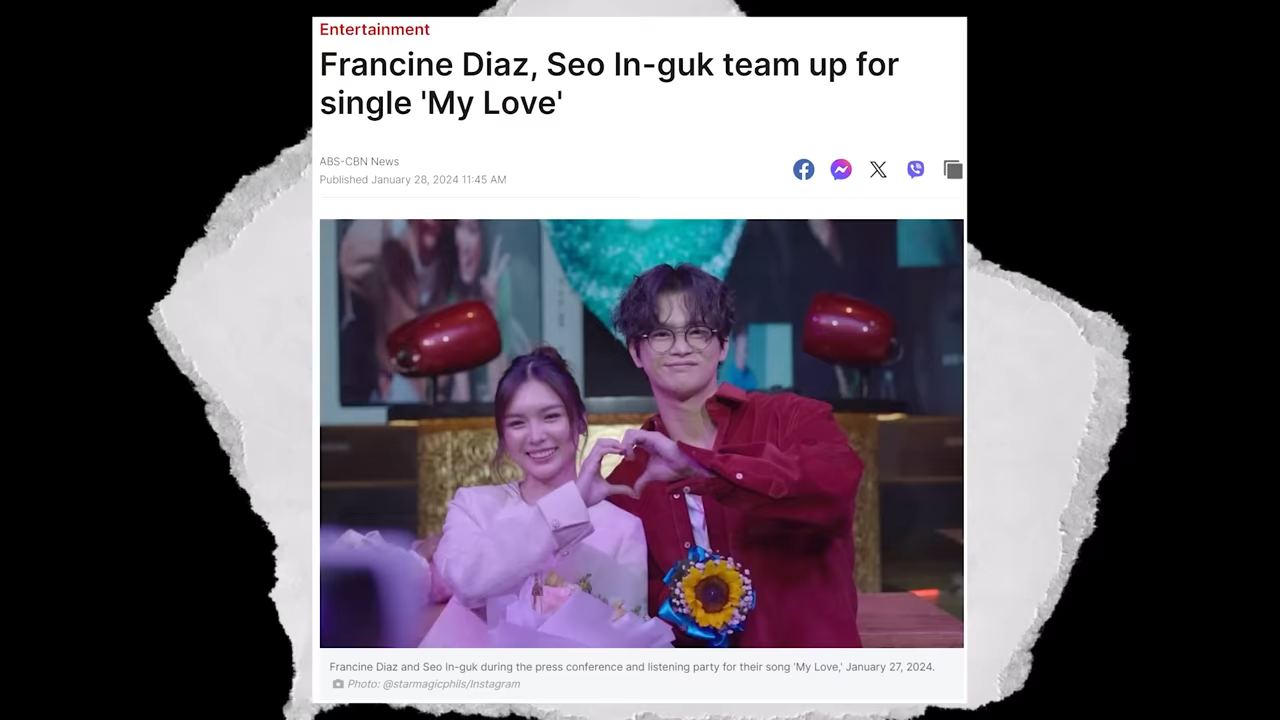 Entertainment
Francine Diaz, Seo In-guk team up for
single 'My Love'
ABS-CBN News
Published January 28, 2024 11:45 AM
Francine Diaz and Seo In-guk during the press conference and listening party for their song 'My Love,' January 27, 2024.
Photo: @starmagicphils/Instagram